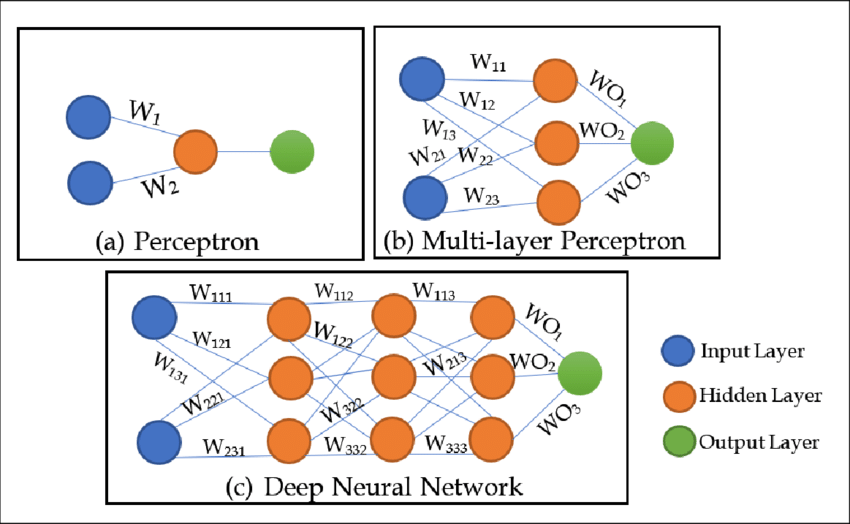 W1
W2
(a) Perceptron
W11
W12
W13
W21
W22
W23
WO1
WO2
WO3
(b) Multi-layer Perceptron
W111
W112
W113
W121
W122
W131
W213
W221
W322
W231
W332
W333
WO1
WO2
WO3
(c) Deep Neural Network
Input Layer
Hidden Layer
Output Layer